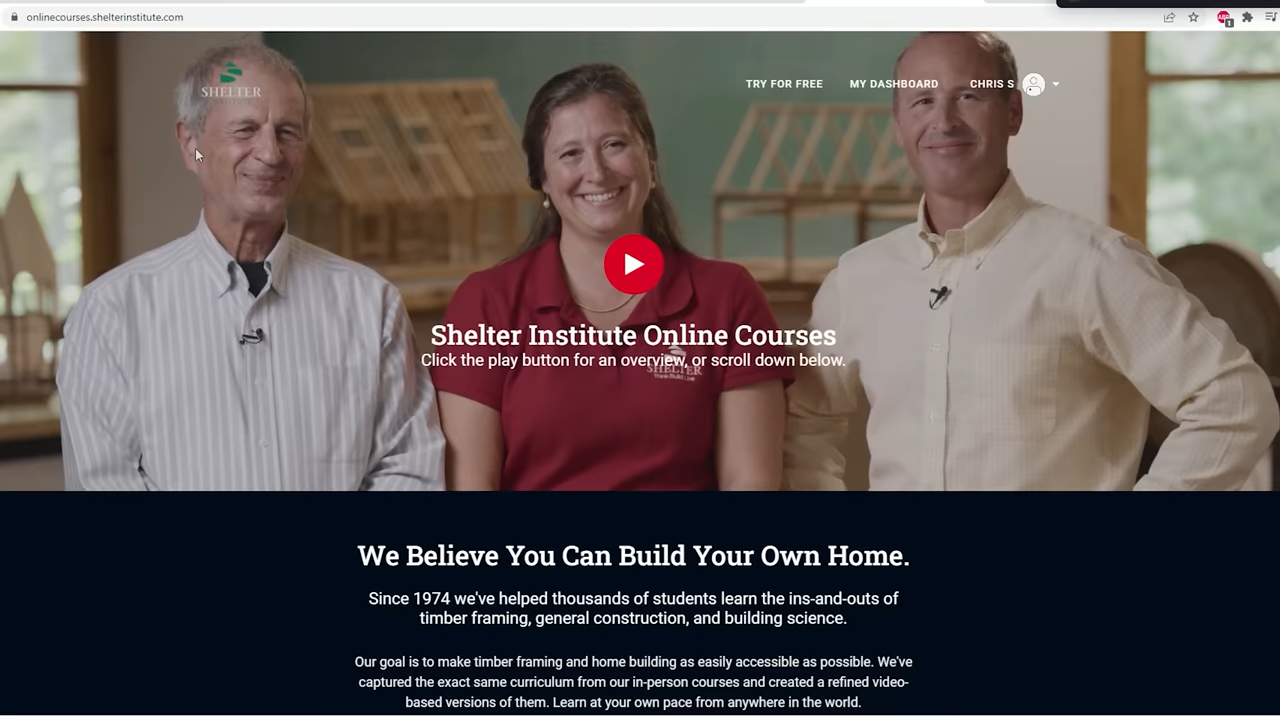 onlinecourses.shelterinstitute.com
SHELTER
TRY FOR FREE
MY DASHBOARD
CHRIS S
Shelter Institute Online Courses
Click the play button for an overview, or scroll down below.
SHELTER
We Believe You Can Build Your Own Home.
Since 1974 we've helped thousands of students learn the ins-and-outs of
timber framing, general construction, and building science.
Our goal is to make timber framing and home building as easily accessible as possible. We've
captured the exact same curriculum from our in-person courses and created a refined video-
based versions of them. Learn at your own pace from anywhere in the world.